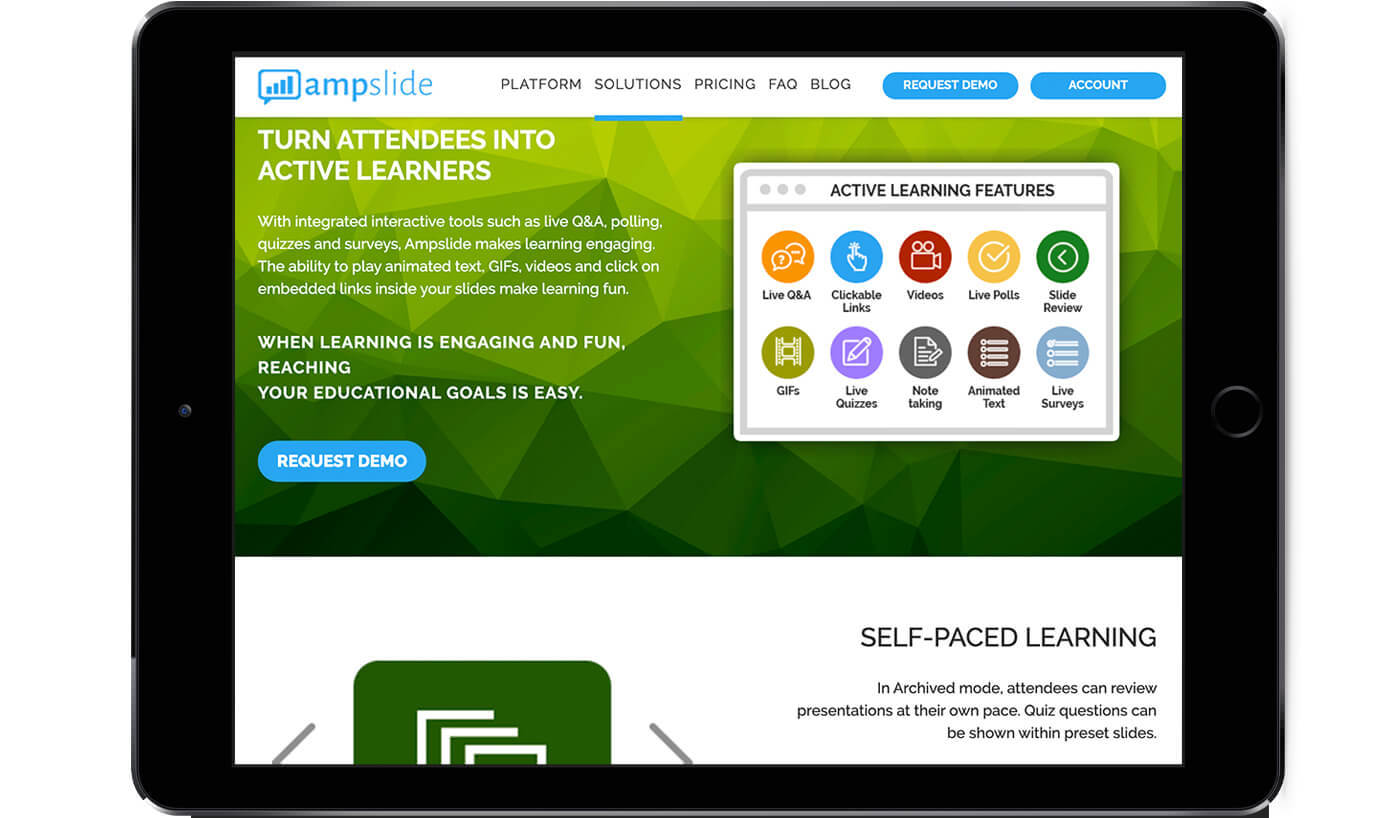 ampslide
PLATFORM SOLUTIONS PRICING FAQ BLOG REQUEST DEMO ACCOUNT
TURN ATTENDEES INTO
ACTIVE LEARNERS
With integrated interactive tools such as live Q&A, polling,
quizzes and surveys, Ampslide makes learning engaging.
The ability to play animated text, GIFs, videos and click on
embedded links inside your slides make learning fun.
WHEN LEARNING IS ENGAGING AND FUN,
REACHING
YOUR EDUCATIONAL GOALS IS EASY.
REQUEST DEMO
ACTIVE LEARNING FEATURES
Live Q&A
Clickable
Links
Videos
Live Polls
Slide
Review
GIFs
Live
Quizzes
Note
taking
Animated
Text
Live
Surveys
SELF-PACED LEARNING
In Archived mode, attendees can review
presentations at their own pace. Quiz questions can
be shown within preset slides.